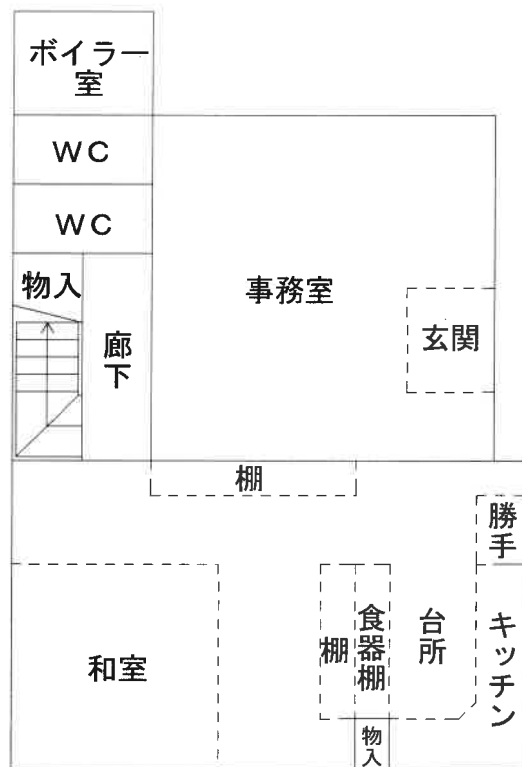 ボイラー
室
WC
WC
物入
廊
下
事務室
玄関
棚
勝
手
和室
棚
食
器
棚
台
所
キ
ッ
チ
ン
物
入